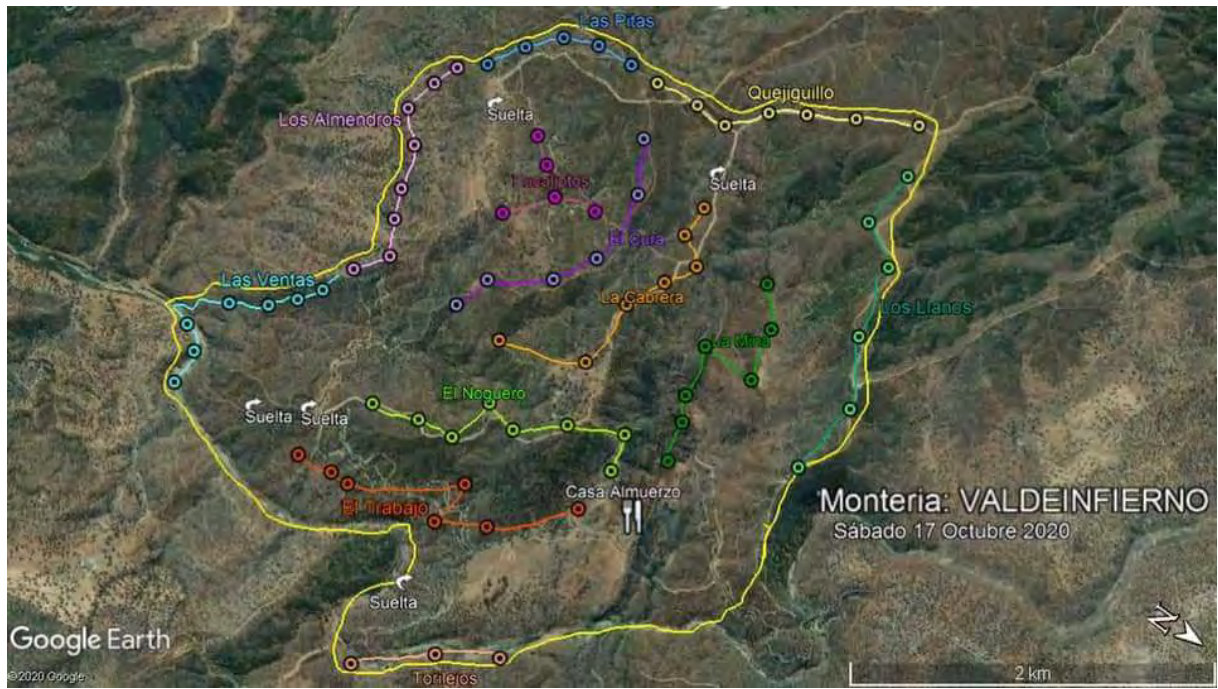 Las Pitas
Quejiguillo
Suelta
Los Almendros
Suelta
Eucaliptos
El Cura
Las Ventas
La Cabrera
Los Llanos
La Mina
El Noguero
Suelta
Suelta
Casa Almuerzo
El Trabajo
Monteria: VALDEINFIERNO
Sábado 17 Octubre 2020
Suelta
N
Google Earth
©2020 Google
2 km
Torilejos